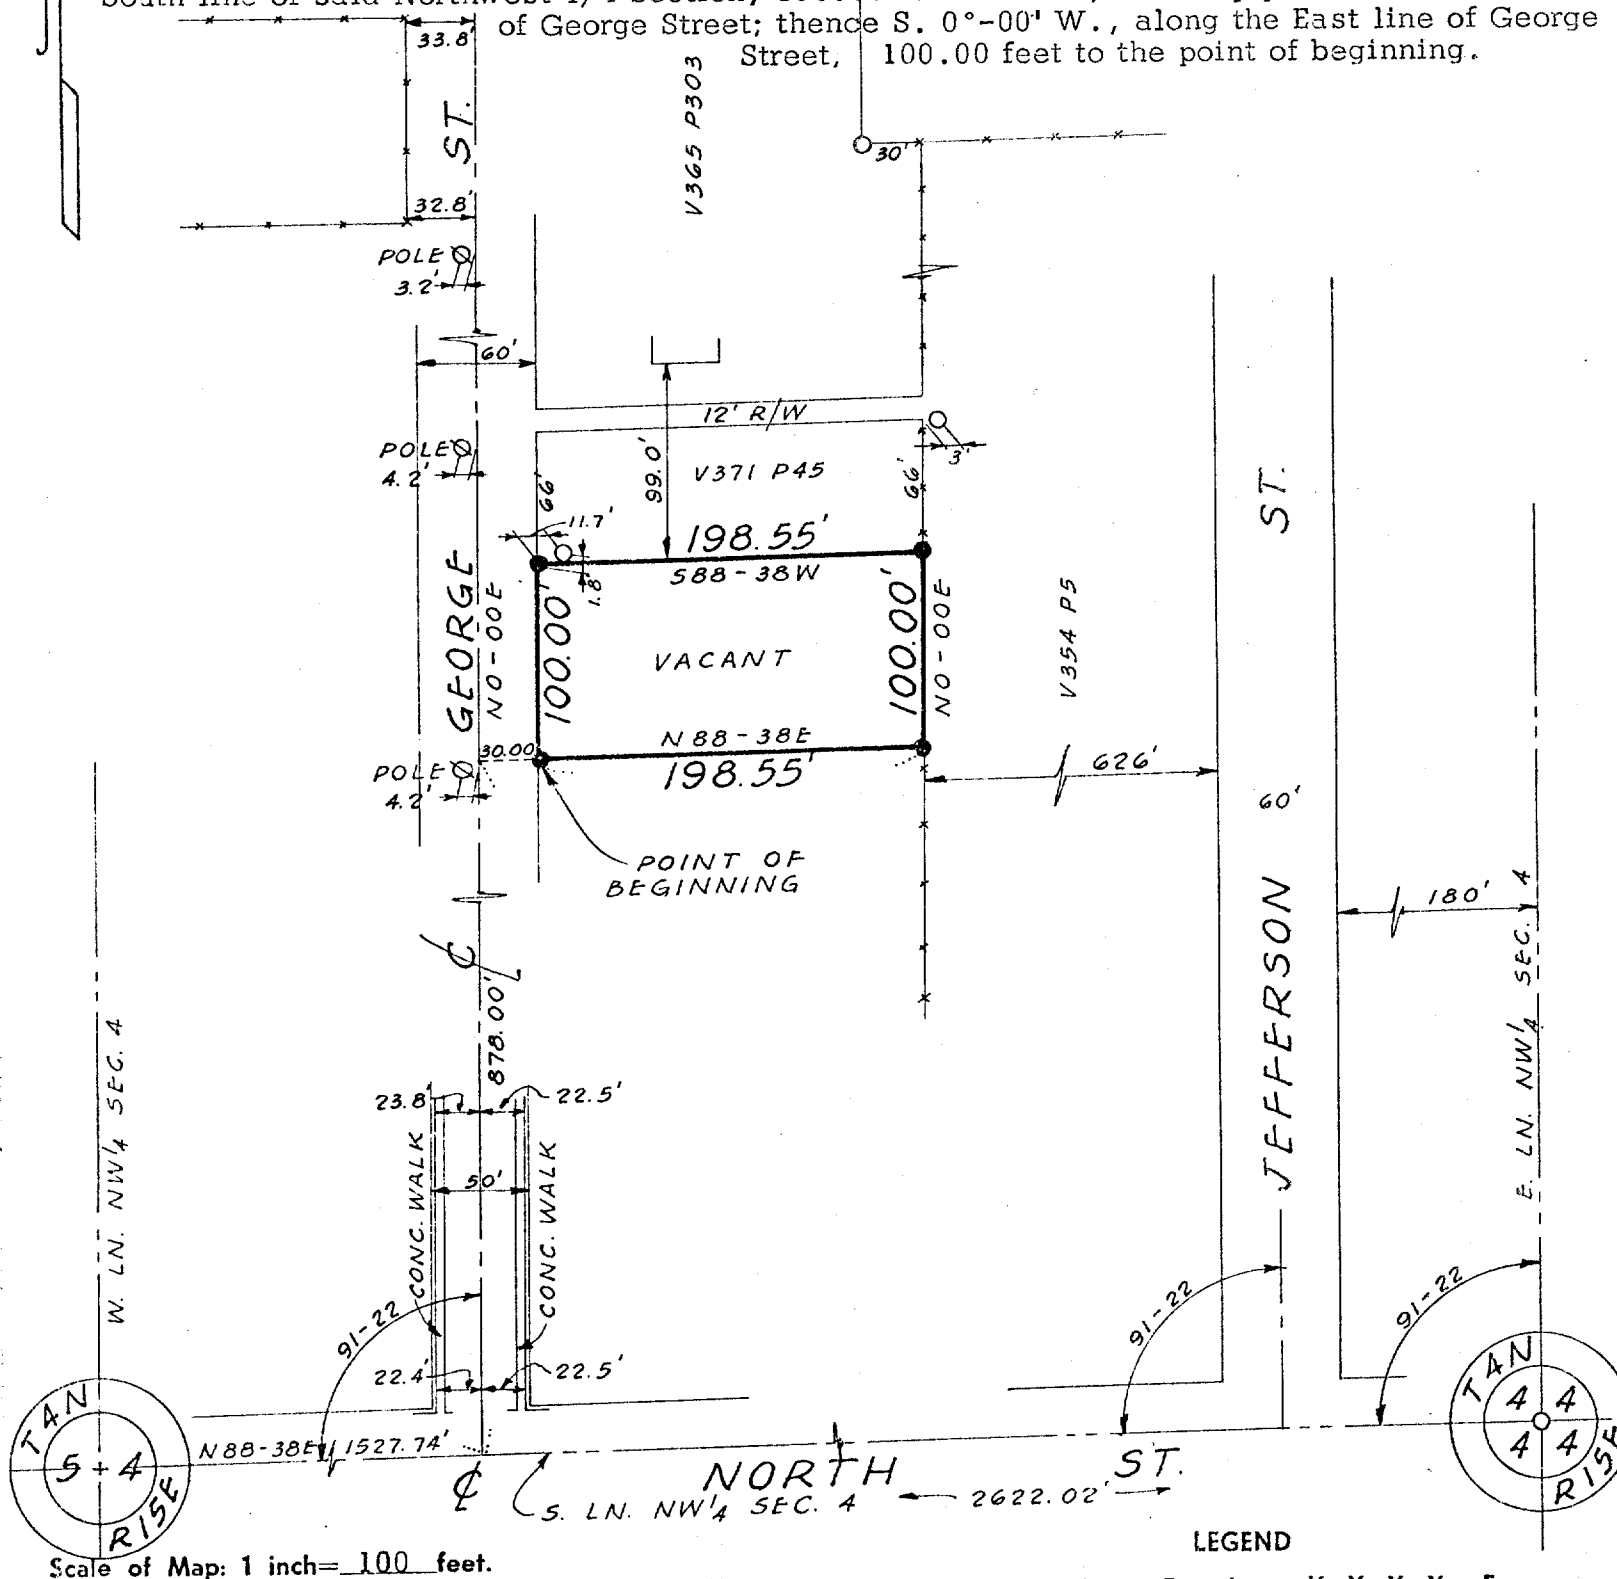 of George Street; thence S. 0°-00' W., along the East line of George
Street, 100.00 feet to the point of beginning.
33.8'
ST.
V365 P303
30'
32.8'
POLE
3.2'
60'
12' R/W
POLE
4.2'
99.0'
V371 P45
66'
66'
3'
11.7'
198.55'
S88-38W
1.8'
GEORGE
N0-00E
100.00'
VACANT
100.00'
N0-00E
V354 P5
ST.
30.00
N88-38E
198.55'
POLE
4.2'
626'
60'
POINT OF
BEGINNING
180'
JEFFERSON
E. LN. NW1/4 SEC. 4
℄
878.00'
W. LN. NW1/4 SEC. 4
23.8'
22.5'
CONC. WALK
50'
CONC. WALK
91-22
91-22
91-22
22.4'
22.5'
T4N
5 4
R15E
N88-38E 1527.74'
℄
NORTH ST.
S. LN. NW1/4 SEC. 4
2622.02'
T4N
4 4
4 4
R15E
LEGEND
Scale of Map: 1 inch= 100 feet.